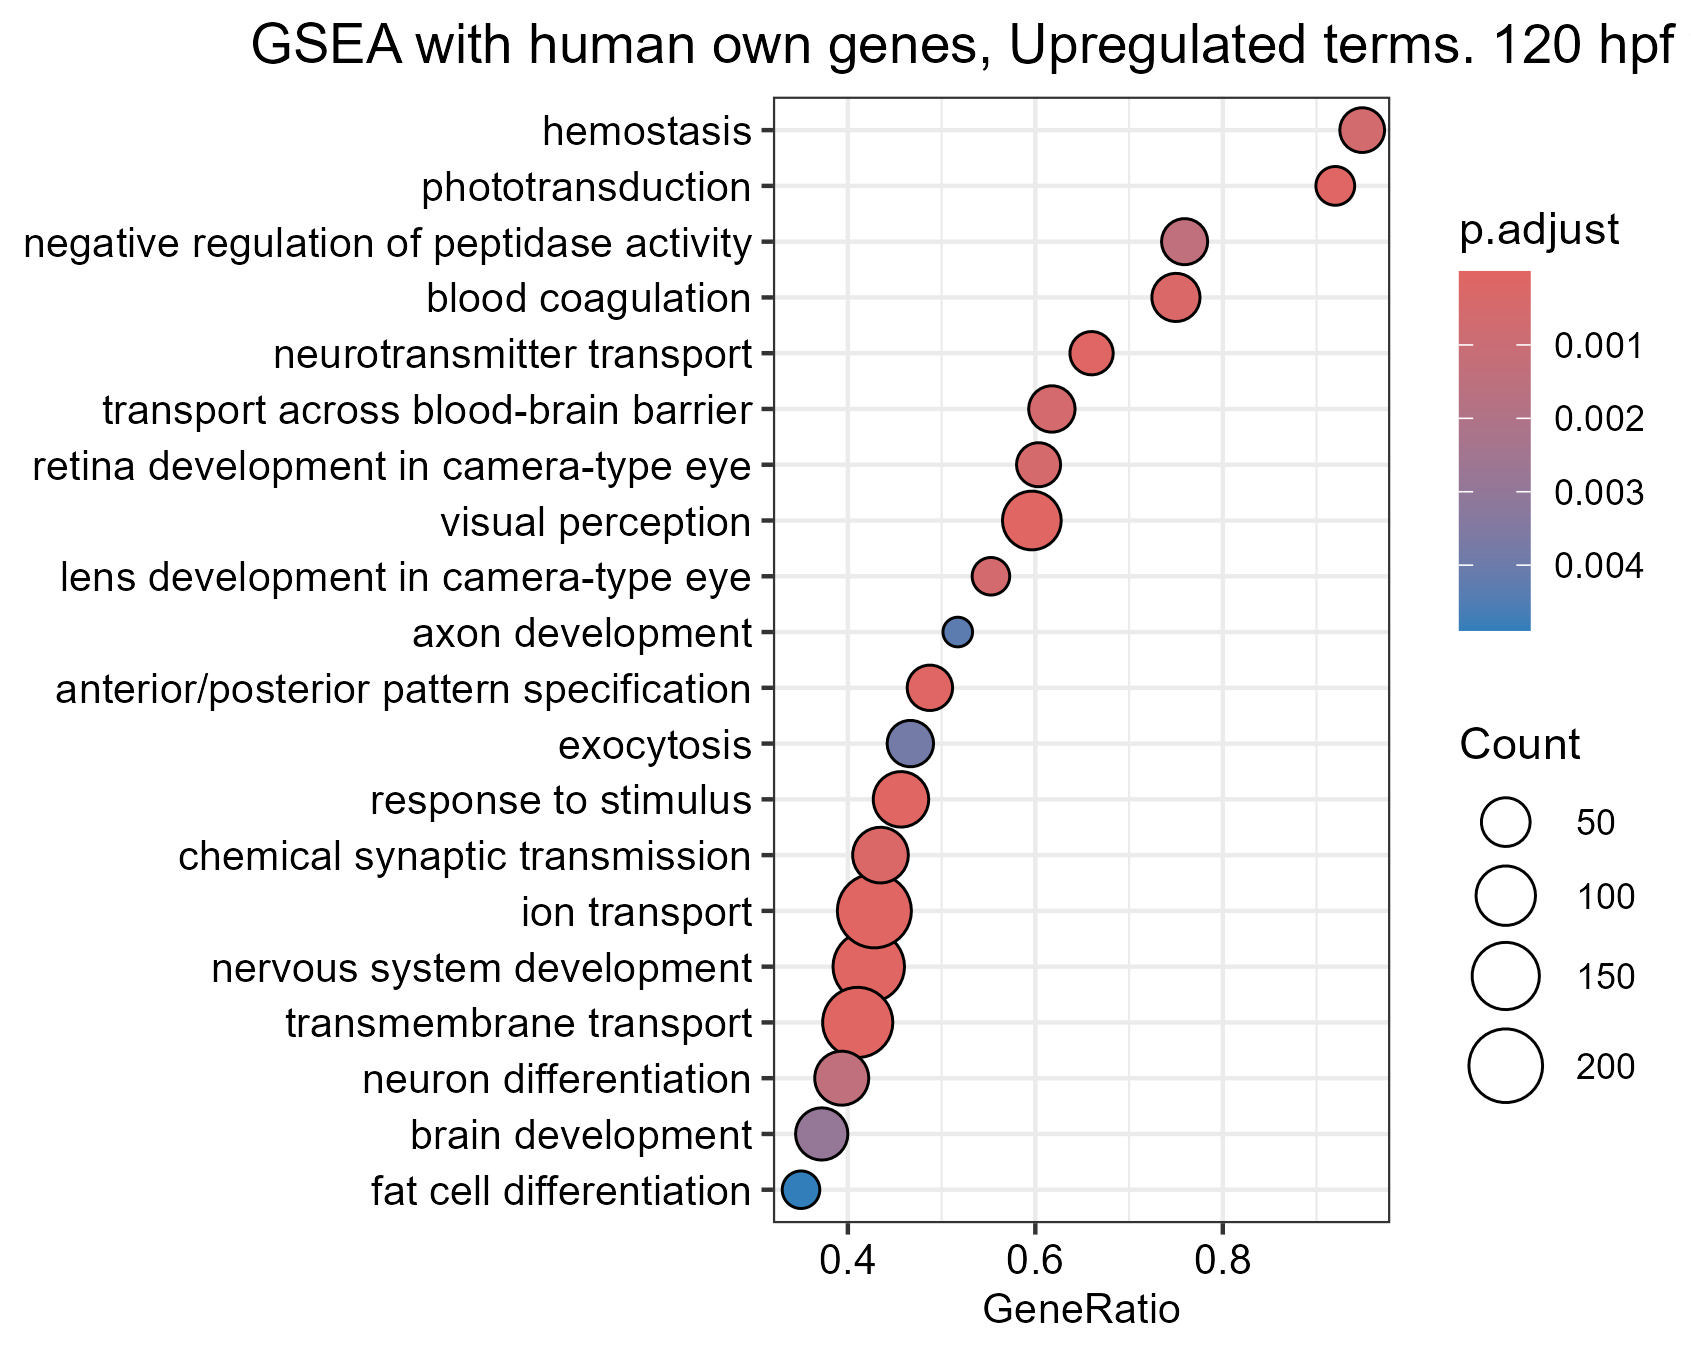 GSEA with human own genes, Upregulated terms. 120 hpf
hemostasis
phototransduction
negative regulation of peptidase activity
blood coagulation
neurotransmitter transport
transport across blood-brain barrier
retina development in camera-type eye
visual perception
lens development in camera-type eye
axon development
anterior/posterior pattern specification
exocytosis
response to stimulus
chemical synaptic transmission
ion transport
nervous system development
transmembrane transport
neuron differentiation
brain development
fat cell differentiation
0.4 0.6 0.8
GeneRatio
p.adjust
0.001
0.002
0.003
0.004
Count
50
100
150
200